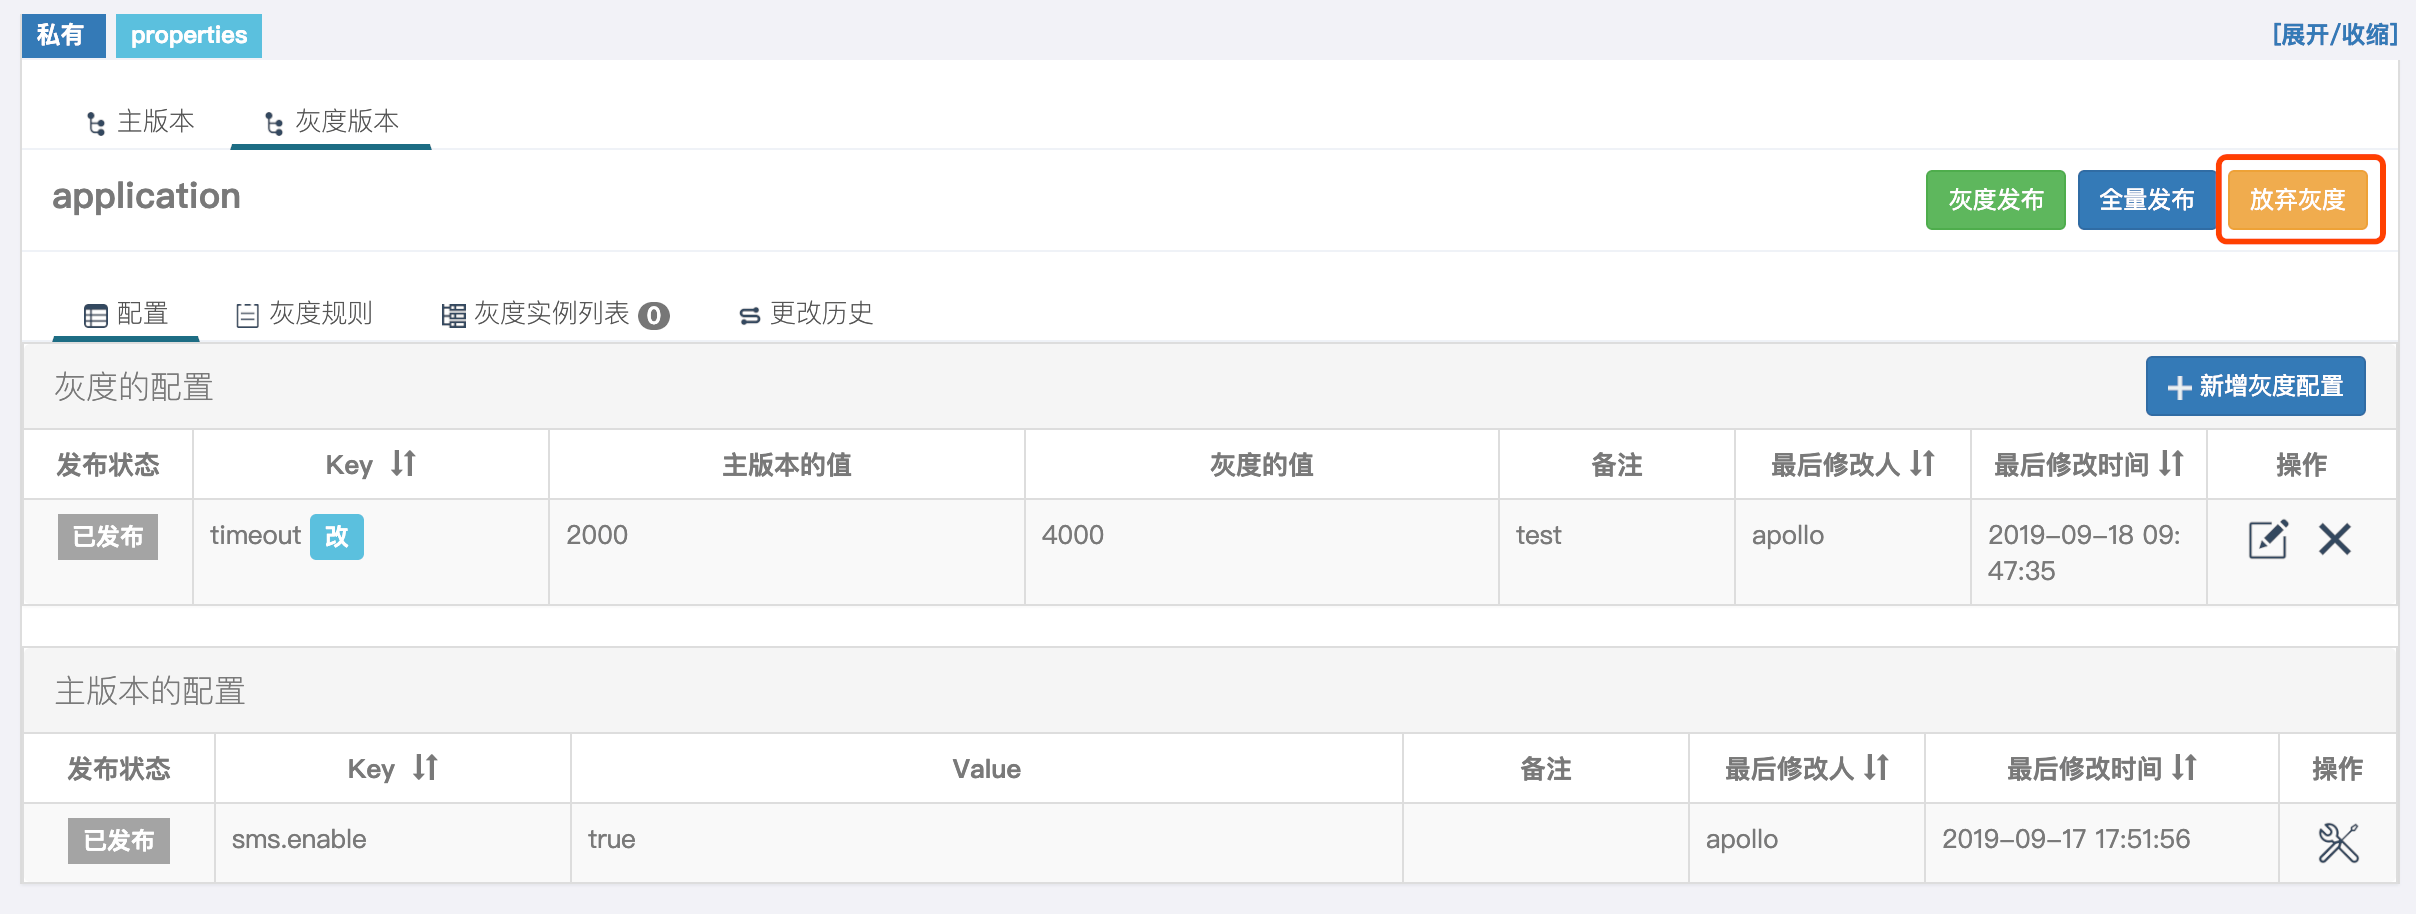 私有 properties [展开/收缩]
主版本 灰度版本
application 灰度发布 全量发布 放弃灰度
配置 灰度规则 灰度实例列表 0 更改历史
灰度的配置 新增灰度配置
发布状态 Key 主版本的值 灰度的值 备注 最后修改人 最后修改时间 操作
已发布 timeout 改 2000 4000 test apollo 2019-09-18 09:
47:35
主版本的配置
发布状态 Key Value 备注 最后修改人 最后修改时间 操作
已发布 sms.enable true apollo 2019-09-17 17:51:56